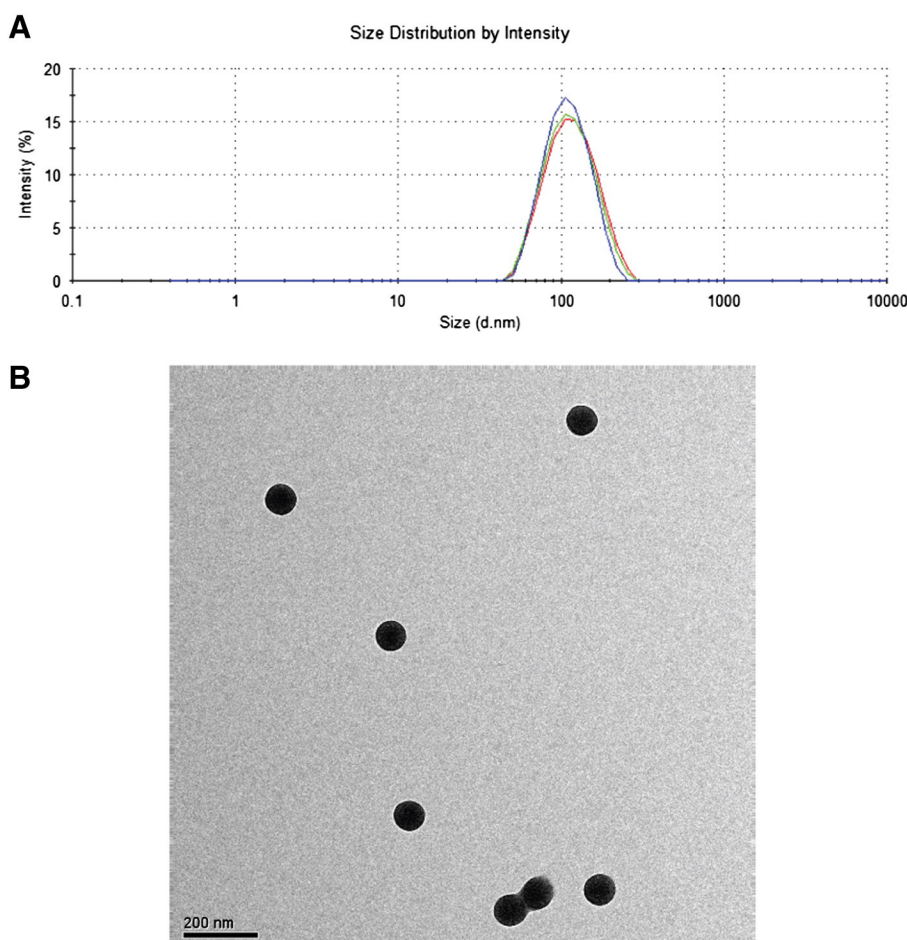 A
Size Distribution by Intensity
20
15
10
5
0
Intensity (%)
0.1 1 10 100 1000 10000
Size (d.nm)
B
200 nm